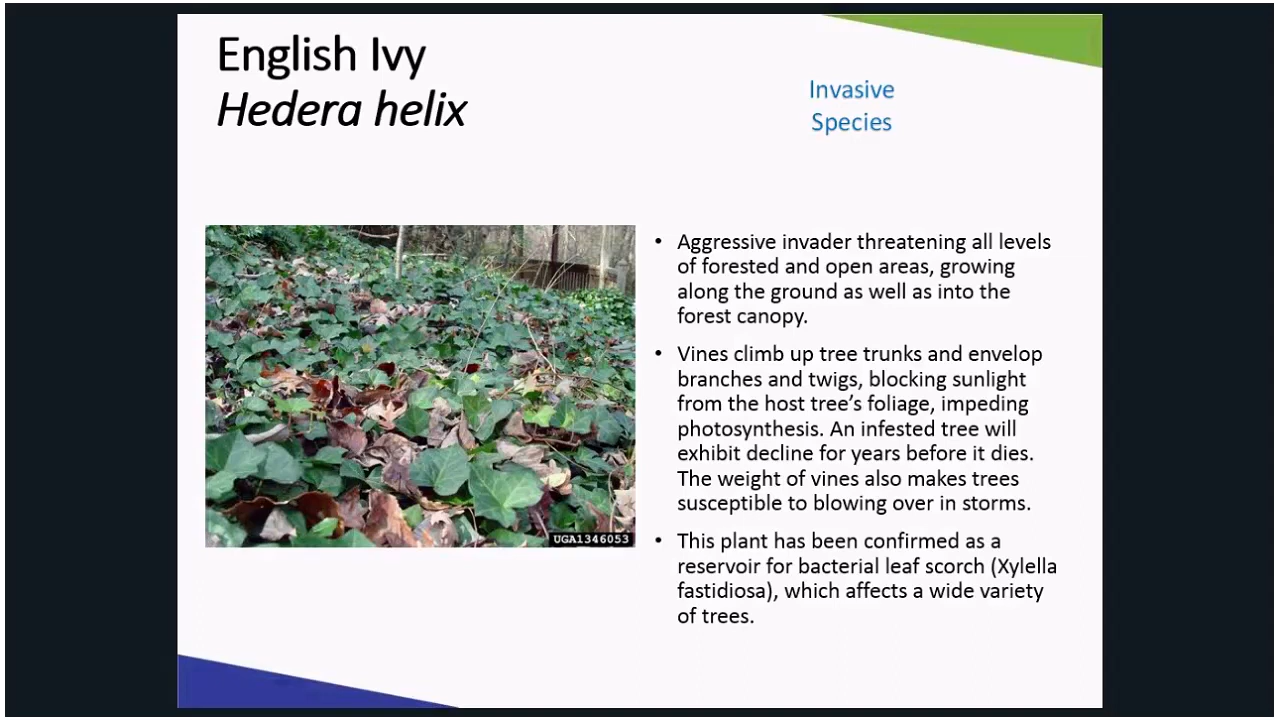 English Ivy
Hedera helix
Invasive
Species
• Aggressive invader threatening all levels
of forested and open areas, growing
along the ground as well as into the
forest canopy.
• Vines climb up tree trunks and envelop
branches and twigs, blocking sunlight
from the host tree’s foliage, impeding
photosynthesis. An infested tree will
exhibit decline for years before it dies.
The weight of vines also makes trees
susceptible to blowing over in storms.
• This plant has been confirmed as a
reservoir for bacterial leaf scorch (Xylella
fastidiosa), which affects a wide variety
of trees.
UGA1346053